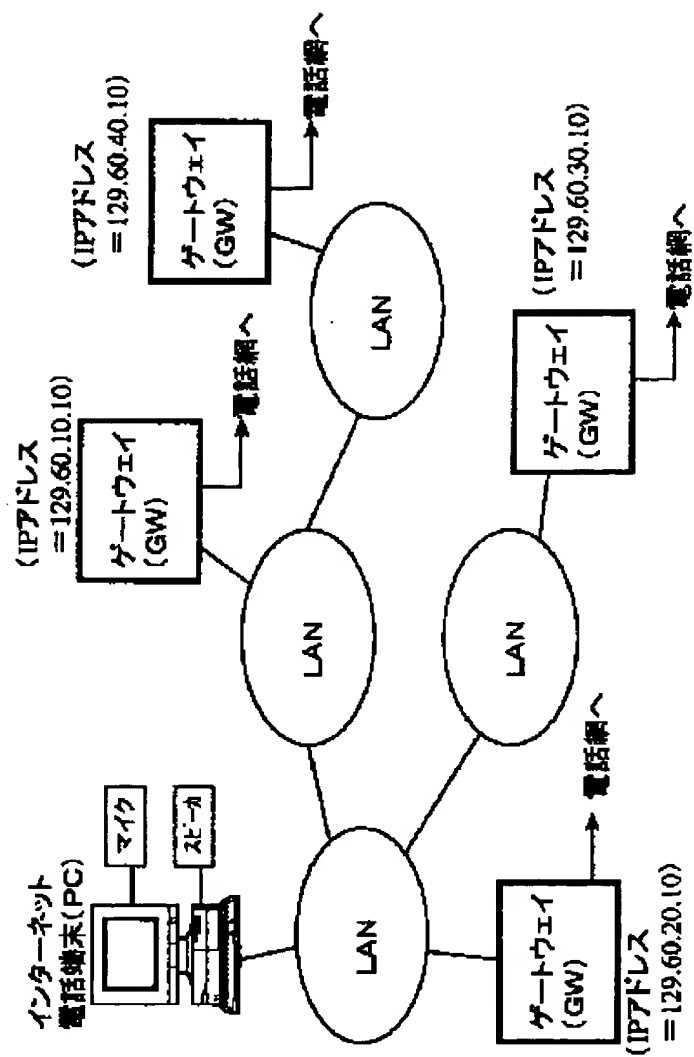 インターネット
電話端末(PC)
マイク
スピーカ
LAN
ゲートウェイ
(GW)
(IPアドレス
=129.60.20.10)
電話網へ
(IPアドレス
=129.60.10.10)
ゲートウェイ
(GW)
電話網へ
LAN
LAN
(IPアドレス
=129.60.40.10)
ゲートウェイ
(GW)
電話網へ
LAN
(IPアドレス
=129.60.30.10)
ゲートウェイ
(GW)
電話網へ